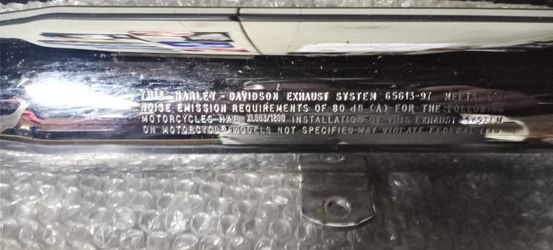 THIS HARLEY-DAVIDSON EXHAUST SYSTEM 65613-97 MEETS
NOISE EMISSION REQUIREMENTS OF 80 dB (A) FOR THE FOLLOWING
MOTORCYCLES HAR XL883/1200 INSTALLATION OF THIS EXHAUST SYSTEM
ON MOTORCYCLE MODELS NOT SPECIFIED MAY VIOLATE FEDERAL LAW